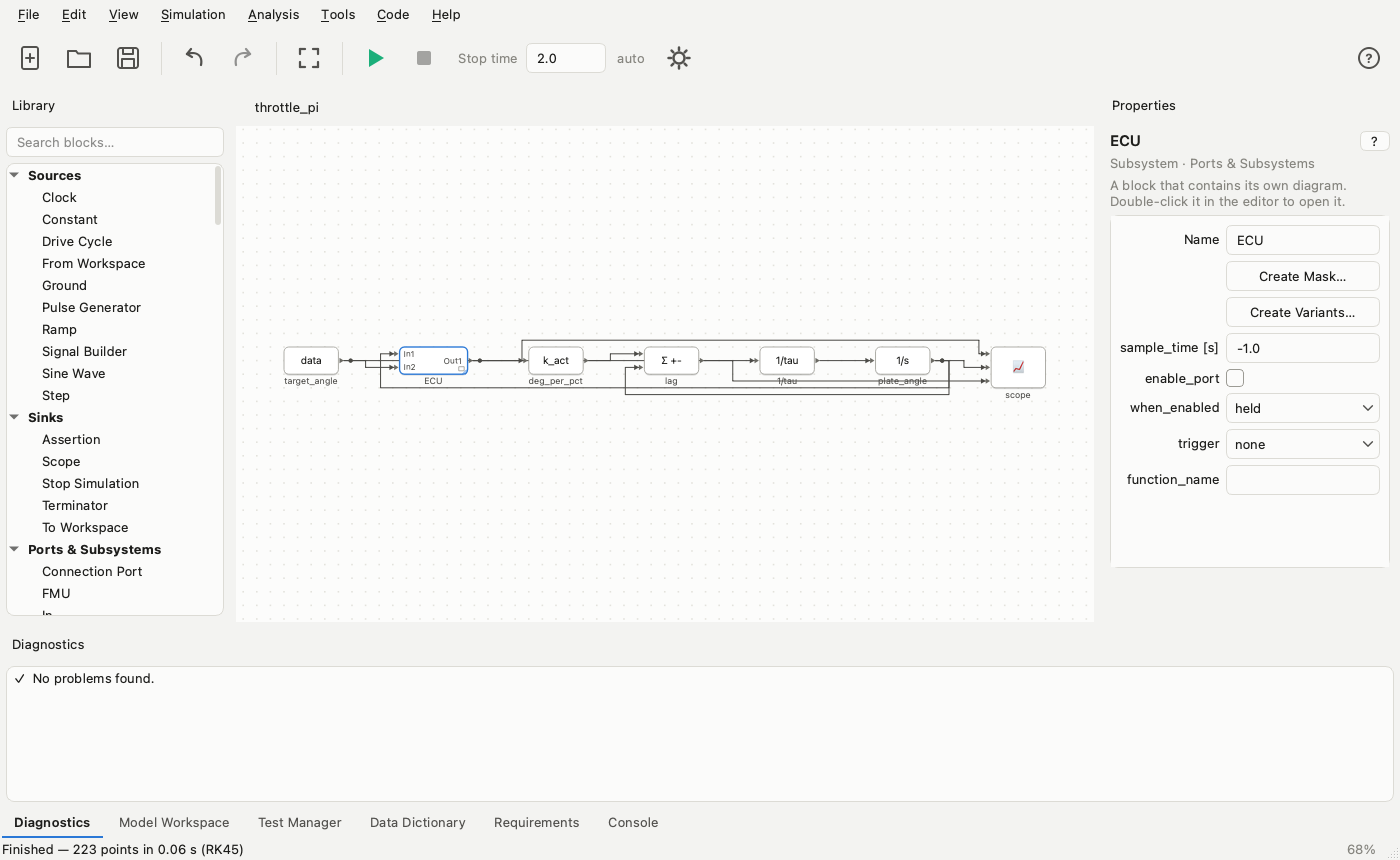 File Edit View Simulation Analysis Tools Code Help
Stop time 2.0 auto
Library
Search blocks...
Sources
Clock
Constant
Drive Cycle
From Workspace
Ground
Pulse Generator
Ramp
Signal Builder
Sine Wave
Step
Sinks
Assertion
Scope
Stop Simulation
Terminator
To Workspace
Ports & Subsystems
Connection Port
FMU
throttle_pi
data
target_angle
In1
In2
Out1
ECU
k_act
deg_per_pct
Σ +-
lag
1/tau
1/tau
1/s
plate_angle
scope
Properties
ECU ?
Subsystem · Ports & Subsystems
A block that contains its own diagram.
Double-click it in the editor to open it.
Name ECU
Create Mask...
Create Variants...
sample_time [s] -1.0
enable_port
when_enabled held
trigger none
function_name
Diagnostics
✓ No problems found.
Diagnostics Model Workspace Test Manager Data Dictionary Requirements Console
Finished — 223 points in 0.06 s (RK45) 68%